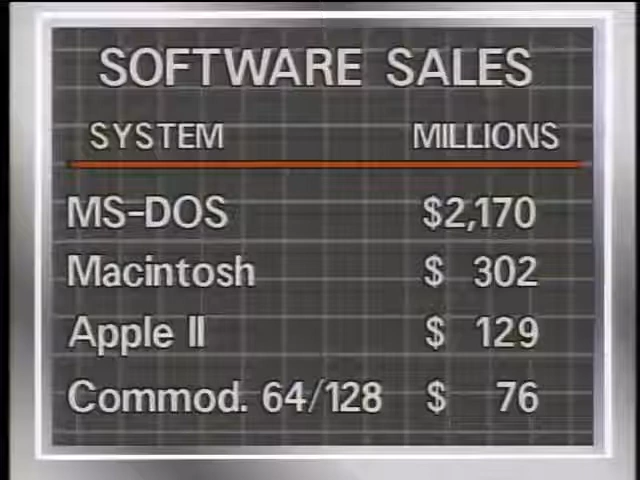 SOFTWARE SALES
SYSTEM MILLIONS
MS-DOS $2,170
Macintosh $ 302
Apple II $ 129
Commod. 64/128 $ 76